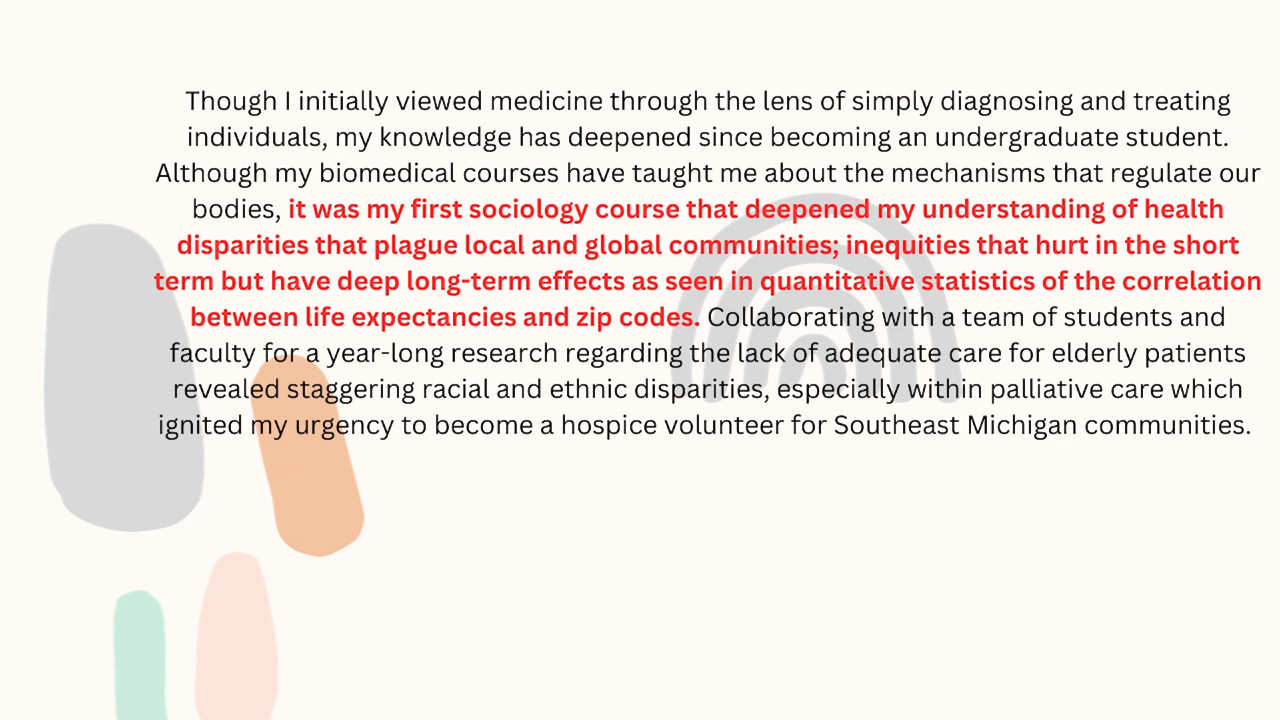 Though I initially viewed medicine through the lens of simply diagnosing and treating
individuals, my knowledge has deepened since becoming an undergraduate student.
Although my biomedical courses have taught me about the mechanisms that regulate our
bodies, it was my first sociology course that deepened my understanding of health
disparities that plague local and global communities; inequities that hurt in the short
term but have deep long-term effects as seen in quantitative statistics of the correlation
between life expectancies and zip codes. Collaborating with a team of students and
faculty for a year-long research regarding the lack of adequate care for elderly patients
revealed staggering racial and ethnic disparities, especially within palliative care which
ignited my urgency to become a hospice volunteer for Southeast Michigan communities.